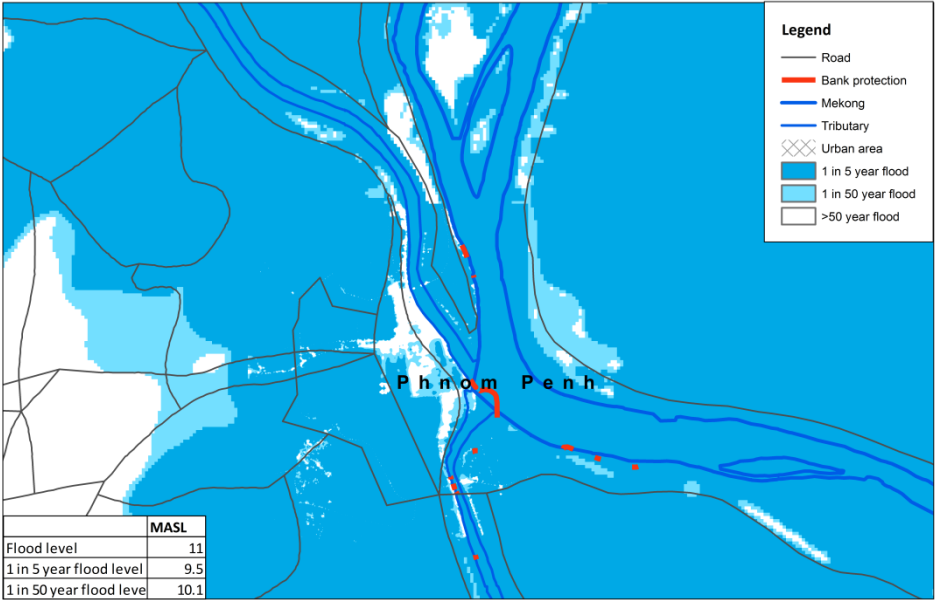 Legend
Road
Bank protection
Mekong
Tributary
Urban area
1 in 5 year flood
1 in 50 year flood
>50 year flood
Phnom Penh
MASL
Flood level 11
1 in 5 year flood level 9.5
1 in 50 year flood leve 10.1